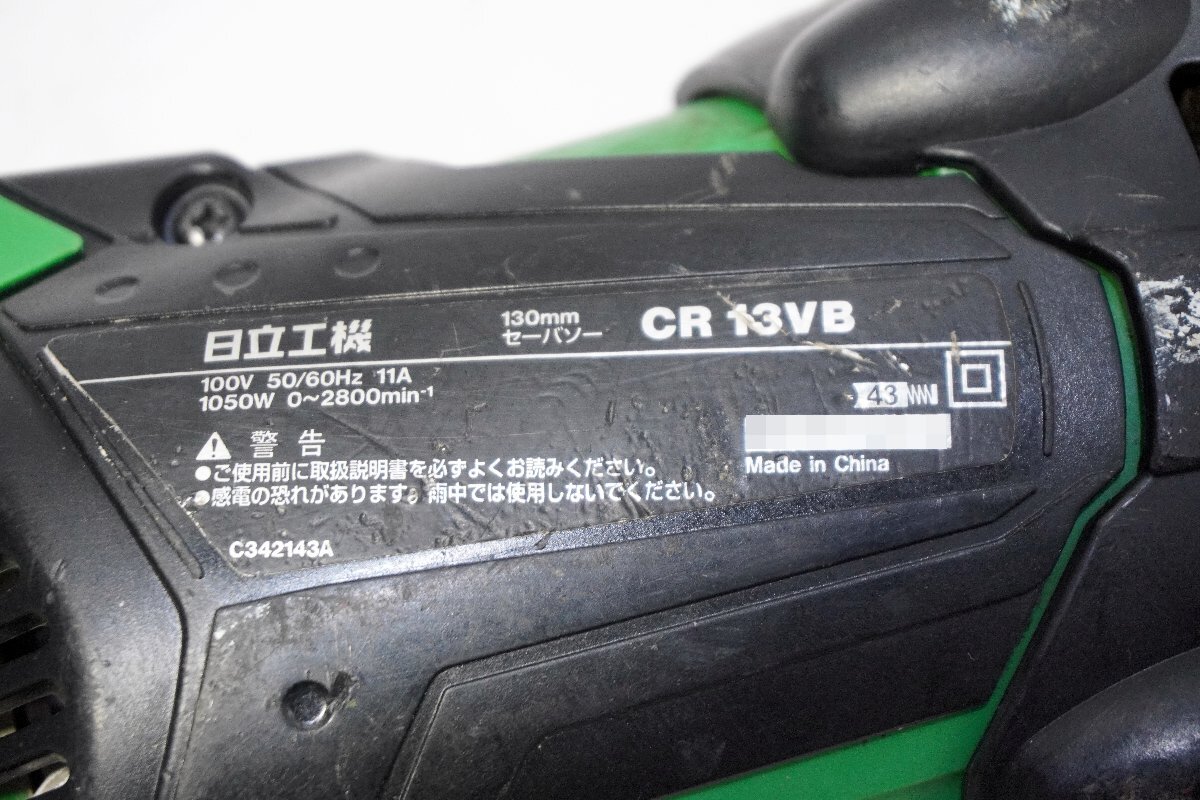 日立工機 130mm セーバソー CR 13VB
100V 50/60Hz 11A
1050W 0～2800min-1
43
警告
●ご使用前に取扱説明書を必ずよくお読みください。
●感電の恐れがあります。雨中では使用しないでください。
Made in China
C342143A